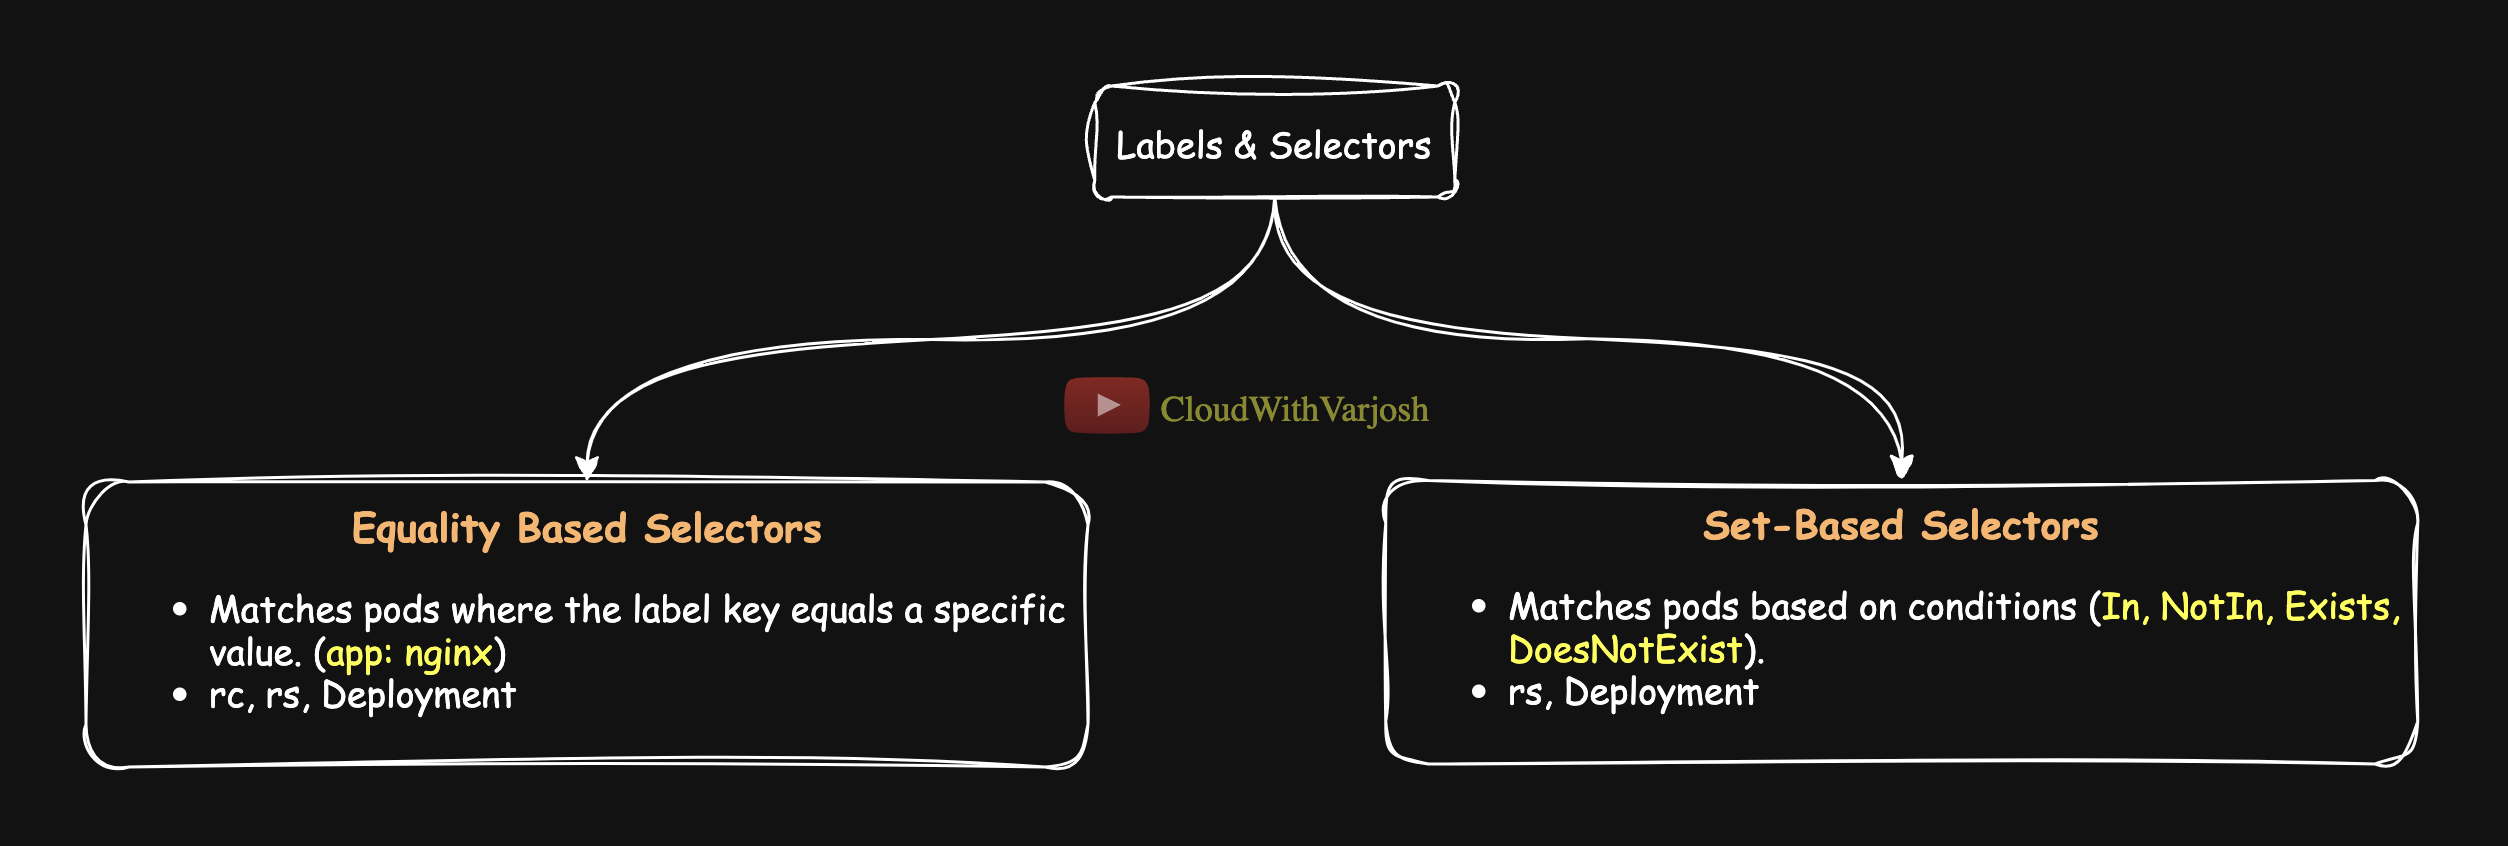 Labels & Selectors
CloudWithVarjosh
Equality Based Selectors
• Matches pods where the label key equals a specific
value. (app: nginx)
• rc, rs, Deployment
Set-Based Selectors
• Matches pods based on conditions (In, NotIn, Exists,
DoesNotExist).
• rs, Deployment